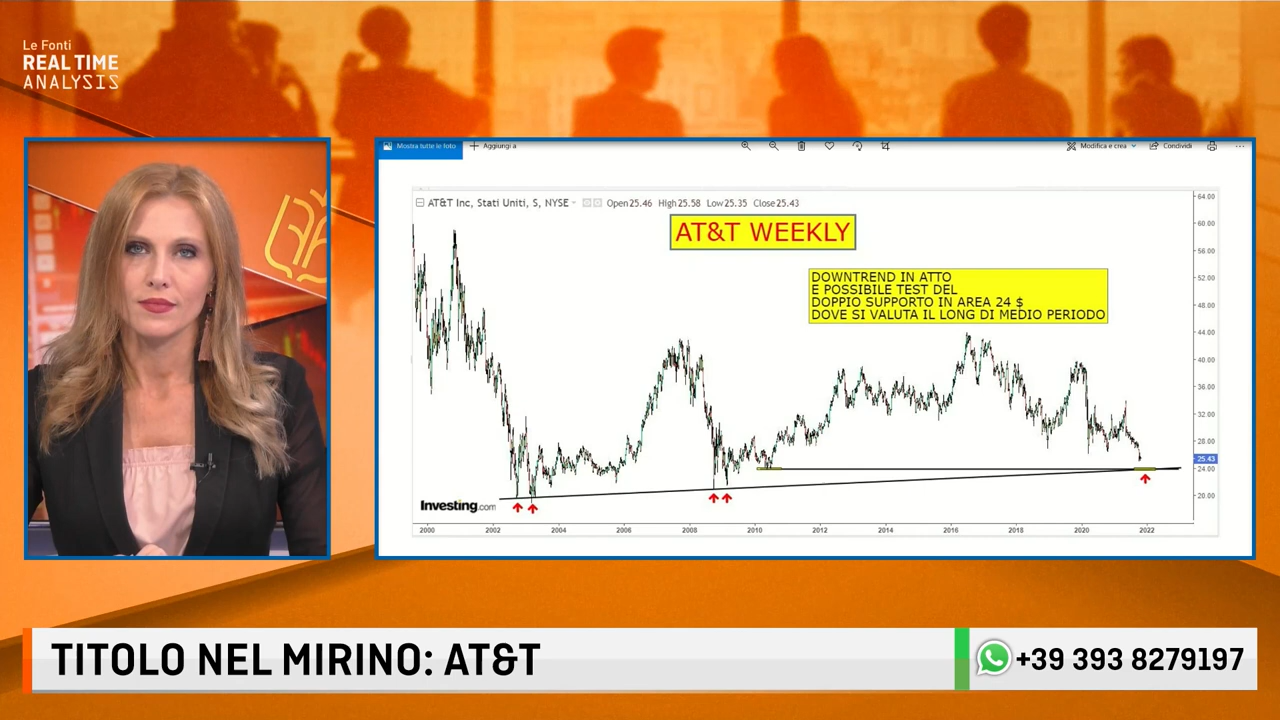 Le Fonti
REAL TIME
ANALYSIS
Mostra tutte le foto
Aggiungi a
Modifica e crea
Condividi
AT&T Inc, Stati Uniti, S, NYSE
Open 25.46 High 25.58 Low 25.35 Close 25.43
AT&T WEEKLY
DOWNTREND IN ATTO
E POSSIBILE TEST DEL
DOPPIO SUPPORTO IN AREA 24 $
DOVE SI VALUTA IL LONG DI MEDIO PERIODO
64.00
60.00
56.00
52.00
48.00
44.00
40.00
36.00
32.00
28.00
25.43
24.00
20.00
Investing.com
2000 2002 2004 2006 2008 2010 2012 2014 2016 2018 2020 2022
TITOLO NEL MIRINO: AT&T
+39 393 8279197